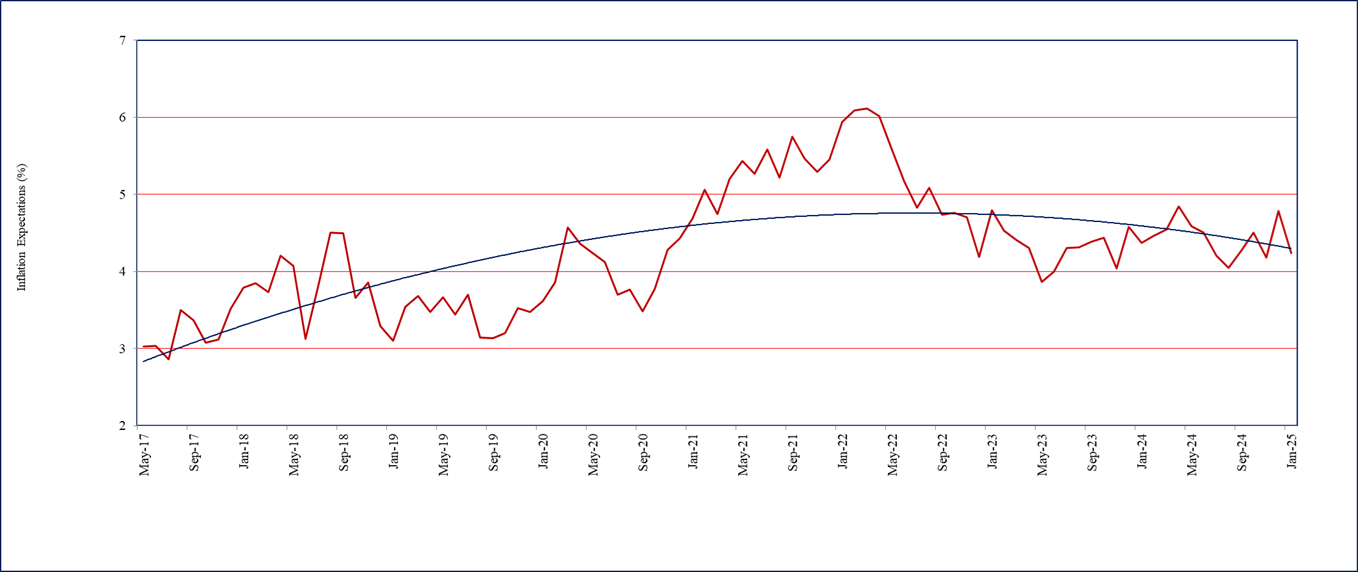 7
6
5
4
3
2
Inflation Expectations (%)
May-17
Sep-17
Jan-18
May-18
Sep-18
Jan-19
May-19
Sep-19
Jan-20
May-20
Sep-20
Jan-21
May-21
Sep-21
Jan-22
May-22
Sep-22
Jan-23
May-23
Sep-23
Jan-24
May-24
Sep-24
Jan-25